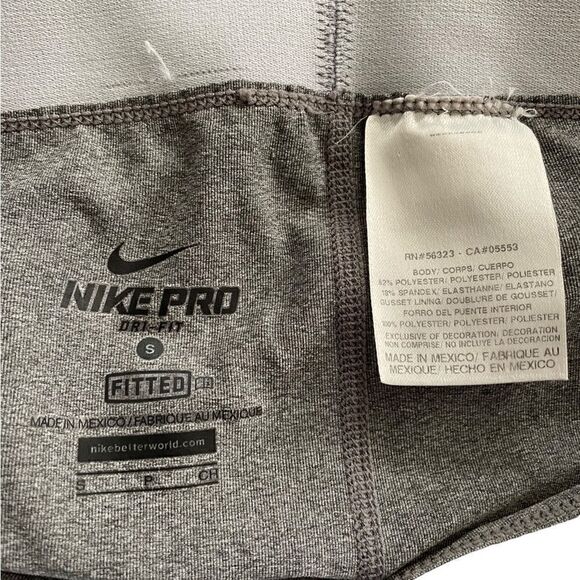 NIKE PRO
DRI-FIT
S
FITTED
MADE IN MEXICO / FABRIQUE AU MEXIQUE
nikebetterworld.com
S P CH
RN#56323 - CA#05553
BODY/ CORPS/ CUERPO
82% POLYESTER/ POLYESTER/ POLIESTER
18% SPANDEX/ ELASTHANNE/ ELASTANO
GUSSET LINING/ DOUBLURE DE GOUSSET/
FORRO DEL PUENTE INTERIOR
100% POLYESTER/ POLYESTER/ POLIESTER
EXCLUSIVE OF DECORATION/ DECORATION
NON COMPRISE/ NO INCLUYE LA DECORACION
MADE IN MEXICO/ FABRIQUE AU
MEXIQUE/ HECHO EN MEXICO